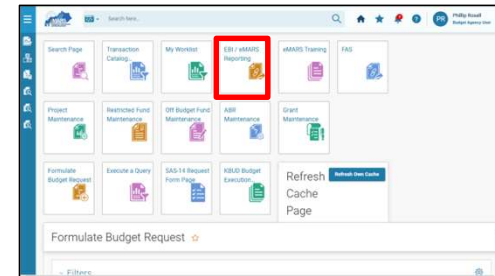 Search here..
PR
Phillip Rosell
Budget Agency User
Search Page
Transaction Catalog..
My Worklist
EBI / eMARS Reporting
eMARS Training
FAS
Project Maintenance
Restricted Fund Maintenance
Off Budget Fund Maintenance
ABR Maintenance
Grant Maintenance
Formulate Budget Request
Execute a Query
SAS-14 Request Form Page
KBUD Budget Execution...
Refresh Cache Page
Refresh Own Cache
Formulate Budget Request
Filters